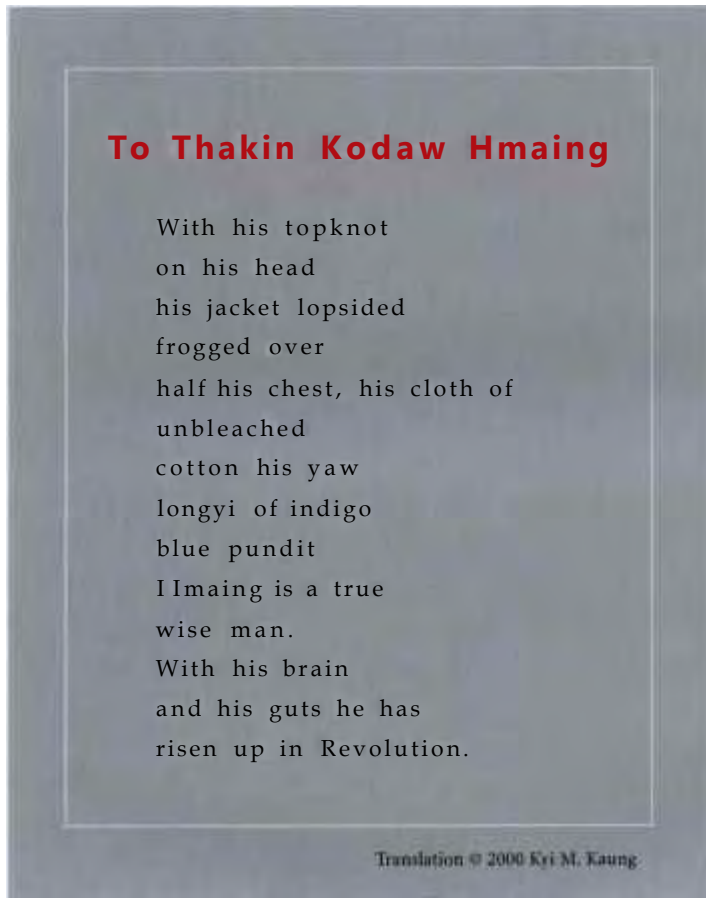 To Thakin Kodaw Hmaing
With his topknot
on his head
his jacket lopsided
frogged over
half his chest, his cloth of
unbleached
cotton his yaw
longyi of indigo
blue pundit
I Imaing is a true
wise man.
With his brain
and his guts he has
risen up in Revolution.
Translation © 2000 Kyi M. Kaung